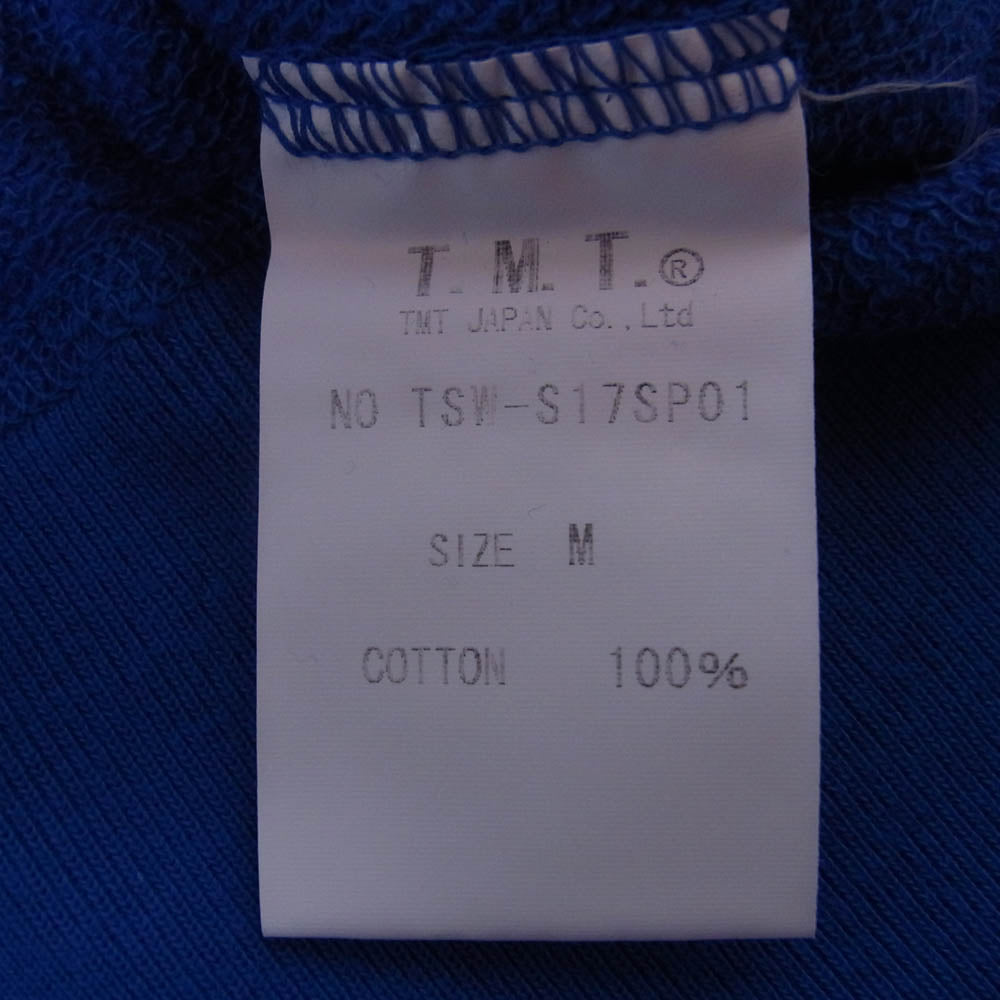 T.M.T.®
TMT JAPAN Co.,Ltd
NO TSW-S17SP01
SIZE M
COTTON 100%